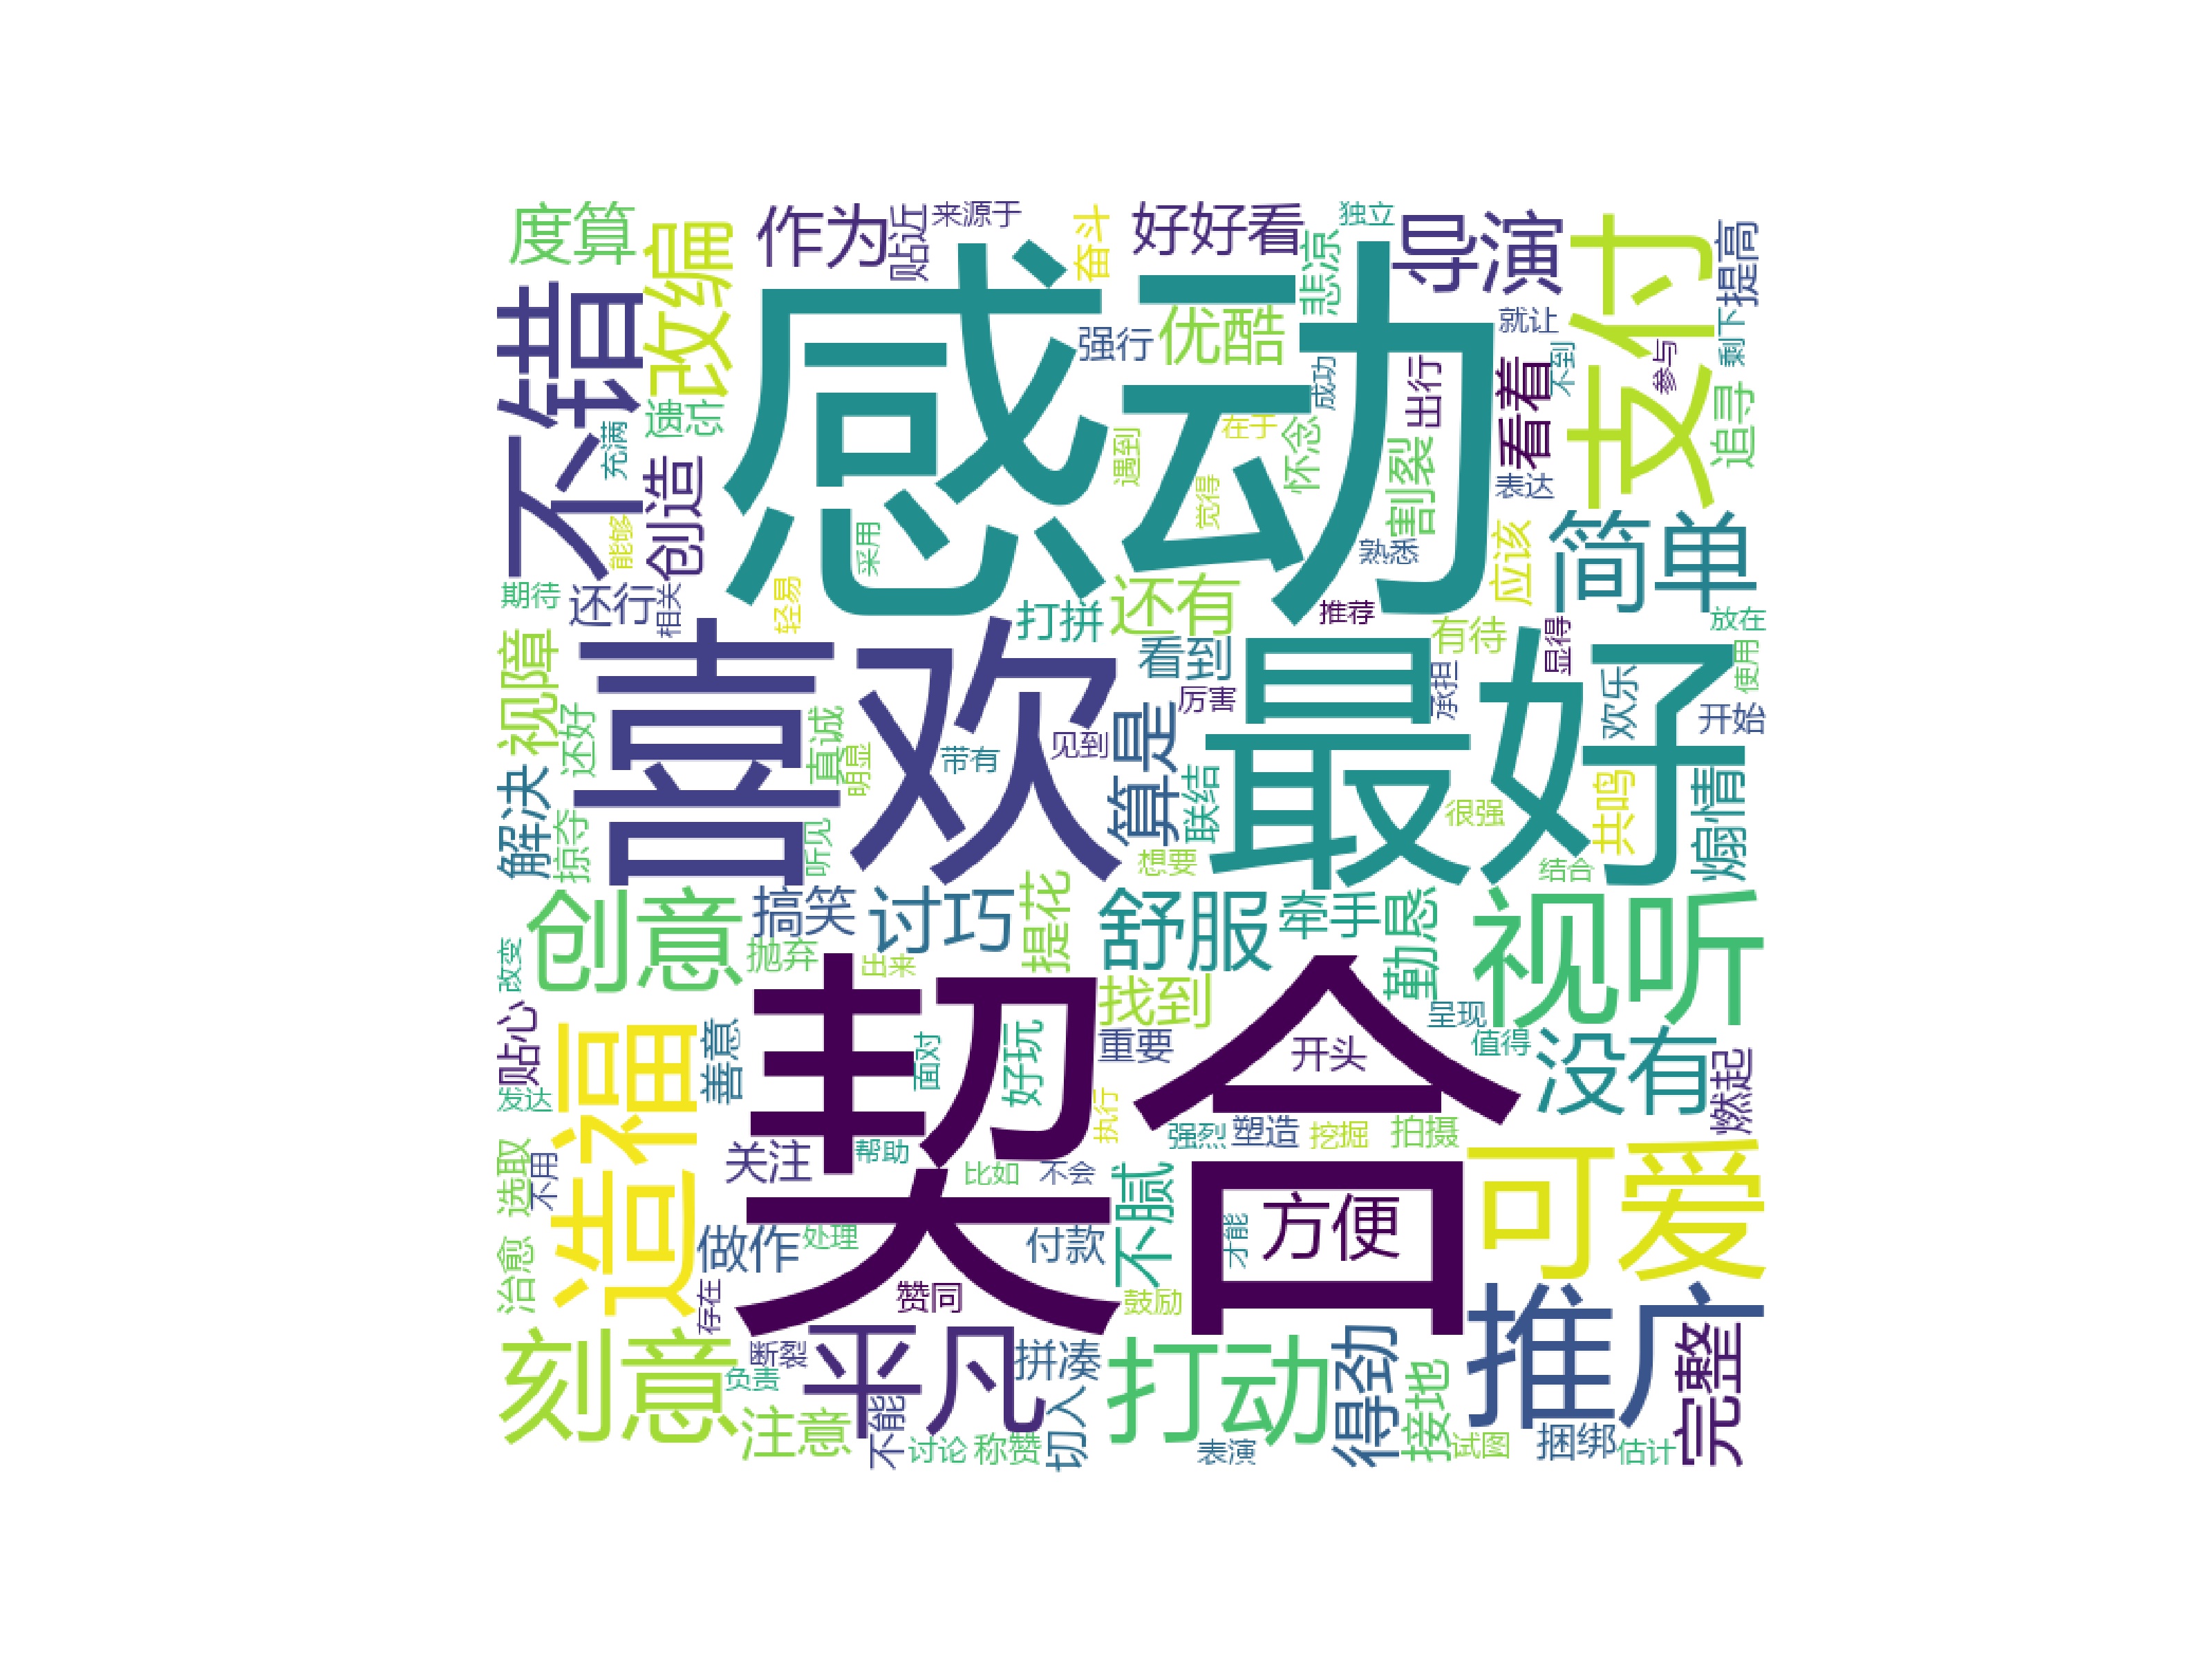 度算
改编
作为
贴近
来源于
奋斗
好好看
独立
悲凉
导演
支付
提高
不错
感动
强行
优酷
就让
剩下
遗忘
充满
创造
成功
出行
看着
不到
参与
追寻
遇到
在于
怀念
割裂
表达
能够
采用
觉得
熟悉
应该
简单
期待
还行
相关
轻易
打拼
还有
推荐
有待
显得
放在
视障
喜欢
看到
最好
承担
欢乐
使用
还好
真诚
明显
带有
见到
厉害
算是
开始
解决
掠夺
听见
联结
很强
共鸣
煽情
想要
结合
创意
搞笑
讨巧
提花
舒服
牵手
勤恳
视听
改变
抛弃
出来
契合
找到
呈现
贴心
善意
面对
好玩
重要
开头
值得
没有
燃起
发达
造福
执行
强烈
塑造
挖掘
拍摄
选取
不用
关注
帮助
比如
不会
不腻
可爱
治愈
做作
处理
付款
才能
方便
存在
赞同
鼓励
推广
刻意
断裂
平凡
拼凑
打动
得劲
接地
完整
负责
注意
不能
讨论
称赞
切入
表演
试图
捆绑
估计